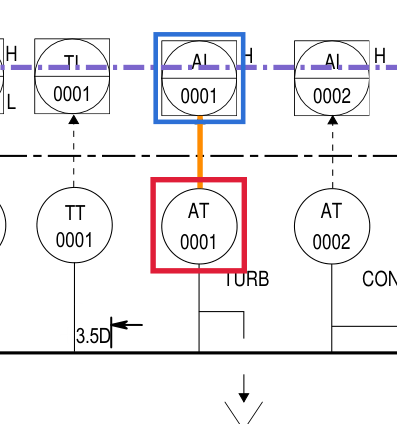 H
L
TI
0001
AI
0001
H
AI
0002
H
TT
0001
AT
0001
AT
0002
TURB
CON
3.5D